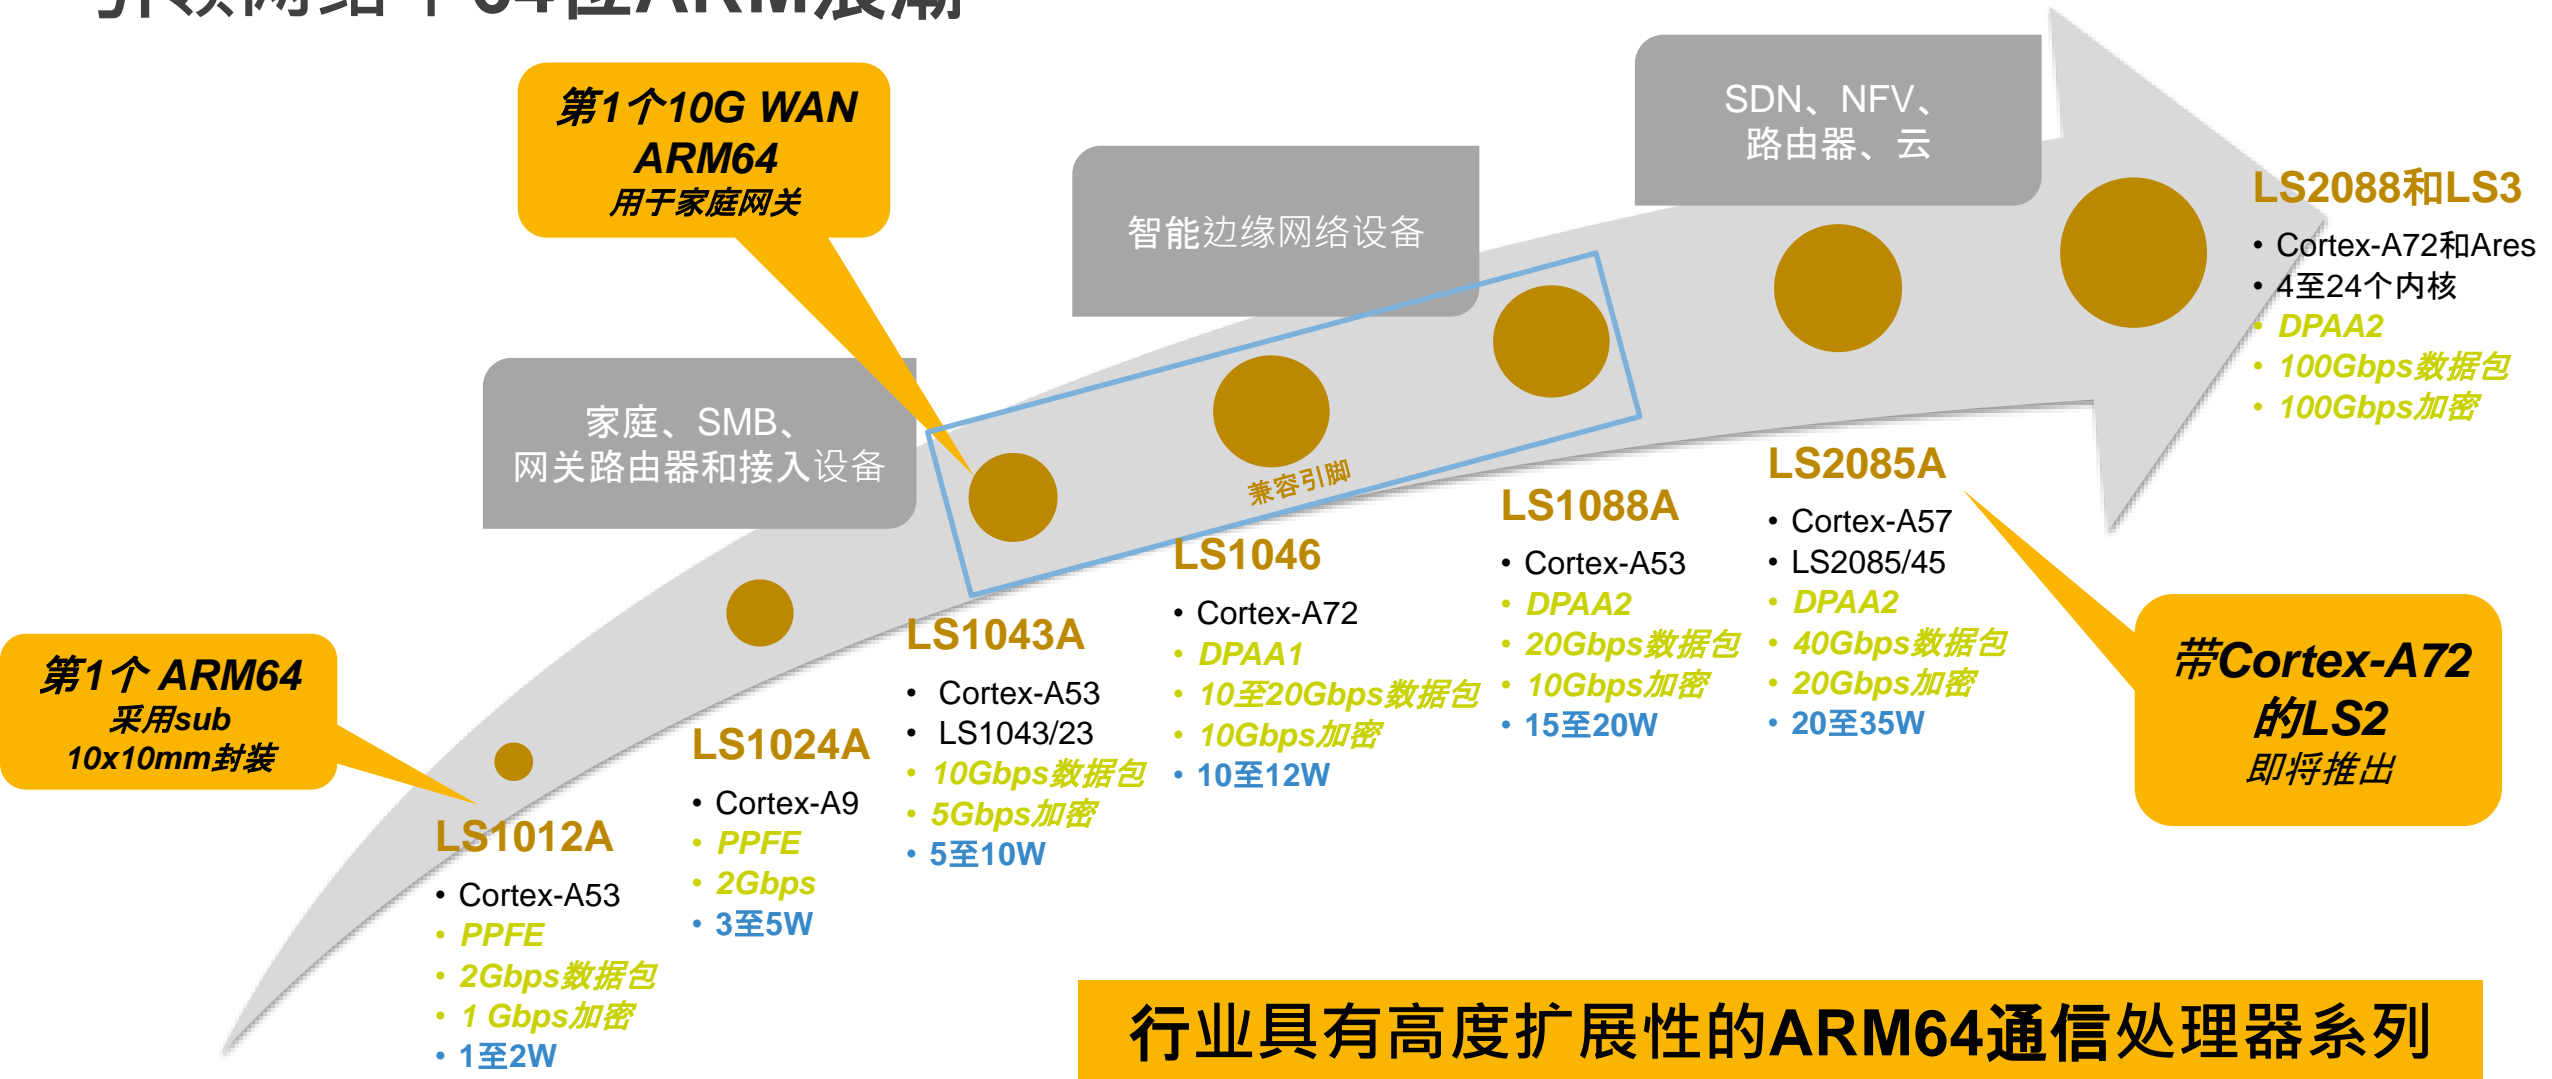 引领网络中64位ARM浪潮
第1个10G WAN
ARM64
用于家庭网关
SDN、NFV、
路由器、云
智能边缘网络设备
家庭、SMB、
网关路由器和接入设备
第1个 ARM64
采用sub
10x10mm封装
兼容引脚
LS1012A
• Cortex-A53
• PPFE
• 2Gbps数据包
• 1 Gbps加密
• 1至2W
LS1024A
• Cortex-A9
• PPFE
• 2Gbps
• 3至5W
LS1043A
• Cortex-A53
• LS1043/23
• 10Gbps数据包
• 5Gbps加密
• 5至10W
LS1046
• Cortex-A72
• DPAA1
• 10至20Gbps数据包
• 10Gbps加密
• 10至12W
LS1088A
• Cortex-A53
• DPAA2
• 20Gbps数据包
• 10Gbps加密
• 15至20W
LS2085A
• Cortex-A57
• LS2085/45
• DPAA2
• 40Gbps数据包
• 20Gbps加密
• 20至35W
LS2088和LS3
• Cortex-A72和Ares
• 4至24个内核
• DPAA2
• 100Gbps数据包
• 100Gbps加密
带Cortex-A72
的LS2
即将推出
行业具有高度扩展性的ARM64通信处理器系列